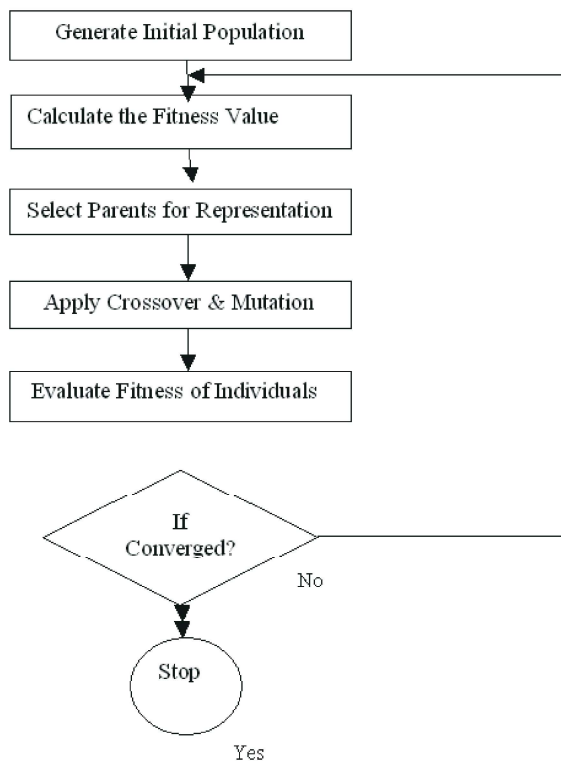 Generate Initial Population
Calculate the Fitness Value
Select Parents for Representation
Apply Crossover & Mutation
Evaluate Fitness of Individuals
If
Converged?
No
Stop
Yes